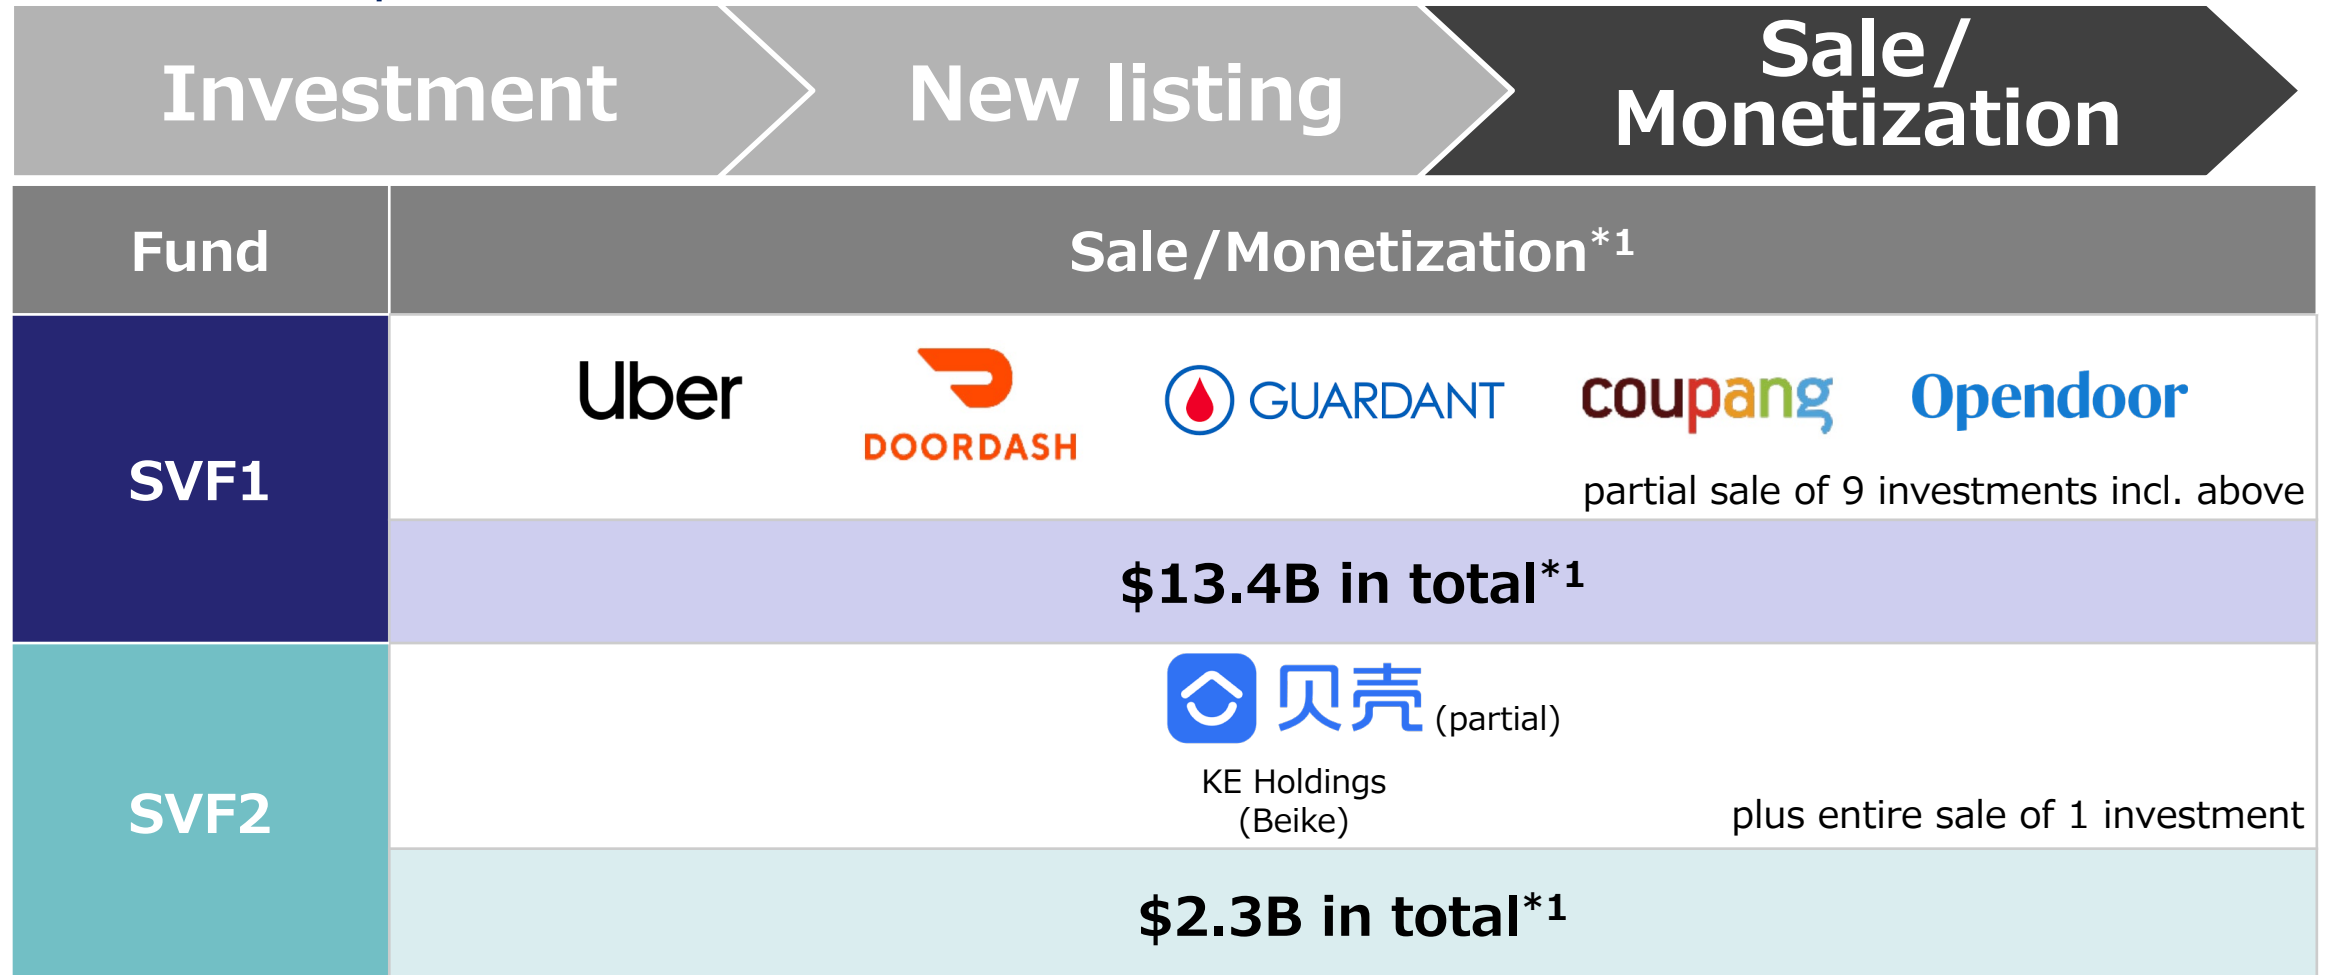 Investment
New listing
Sale/
Monetization
Fund
Sale/Monetization*1
SVF1
Uber
DOORDASH
GUARDANT
coupang
Opendoor
partial sale of 9 investments incl. above
$13.4B in total*1
SVF2
贝壳 (partial)
KE Holdings
(Beike)
plus entire sale of 1 investment
$2.3B in total*1